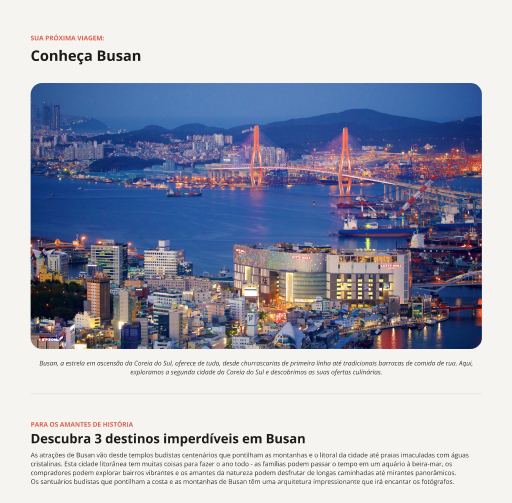 SUA PRÓXIMA VIAGEM:
Conheça Busan
Busan, a estrela em ascensão da Coreia do Sul, oferece de tudo, desde churrascarias de primeira linha até tradicionais barracas de comida de rua. Aqui,
exploramos a segunda cidade da Coreia do Sul e descobrimos as suas ofertas culinárias.
PARA OS AMANTES DE HISTÓRIA
Descubra 3 destinos imperdíveis em Busan
As atrações de Busan vão desde templos budistas centenários que pontilham as montanhas e o litoral da cidade até praias imaculadas com águas
cristalinas. Esta cidade litorânea tem muitas coisas para fazer o ano todo - as famílias podem passar o tempo em um aquário à beira-mar, os
compradores podem explorar bairros vibrantes e os amantes da natureza podem desfrutar de longas caminhadas até mirantes panorâmicos.
Os santuários budistas que pontilham a costa e as montanhas de Busan têm uma arquitetura impressionante que irá encantar os fotógrafos.